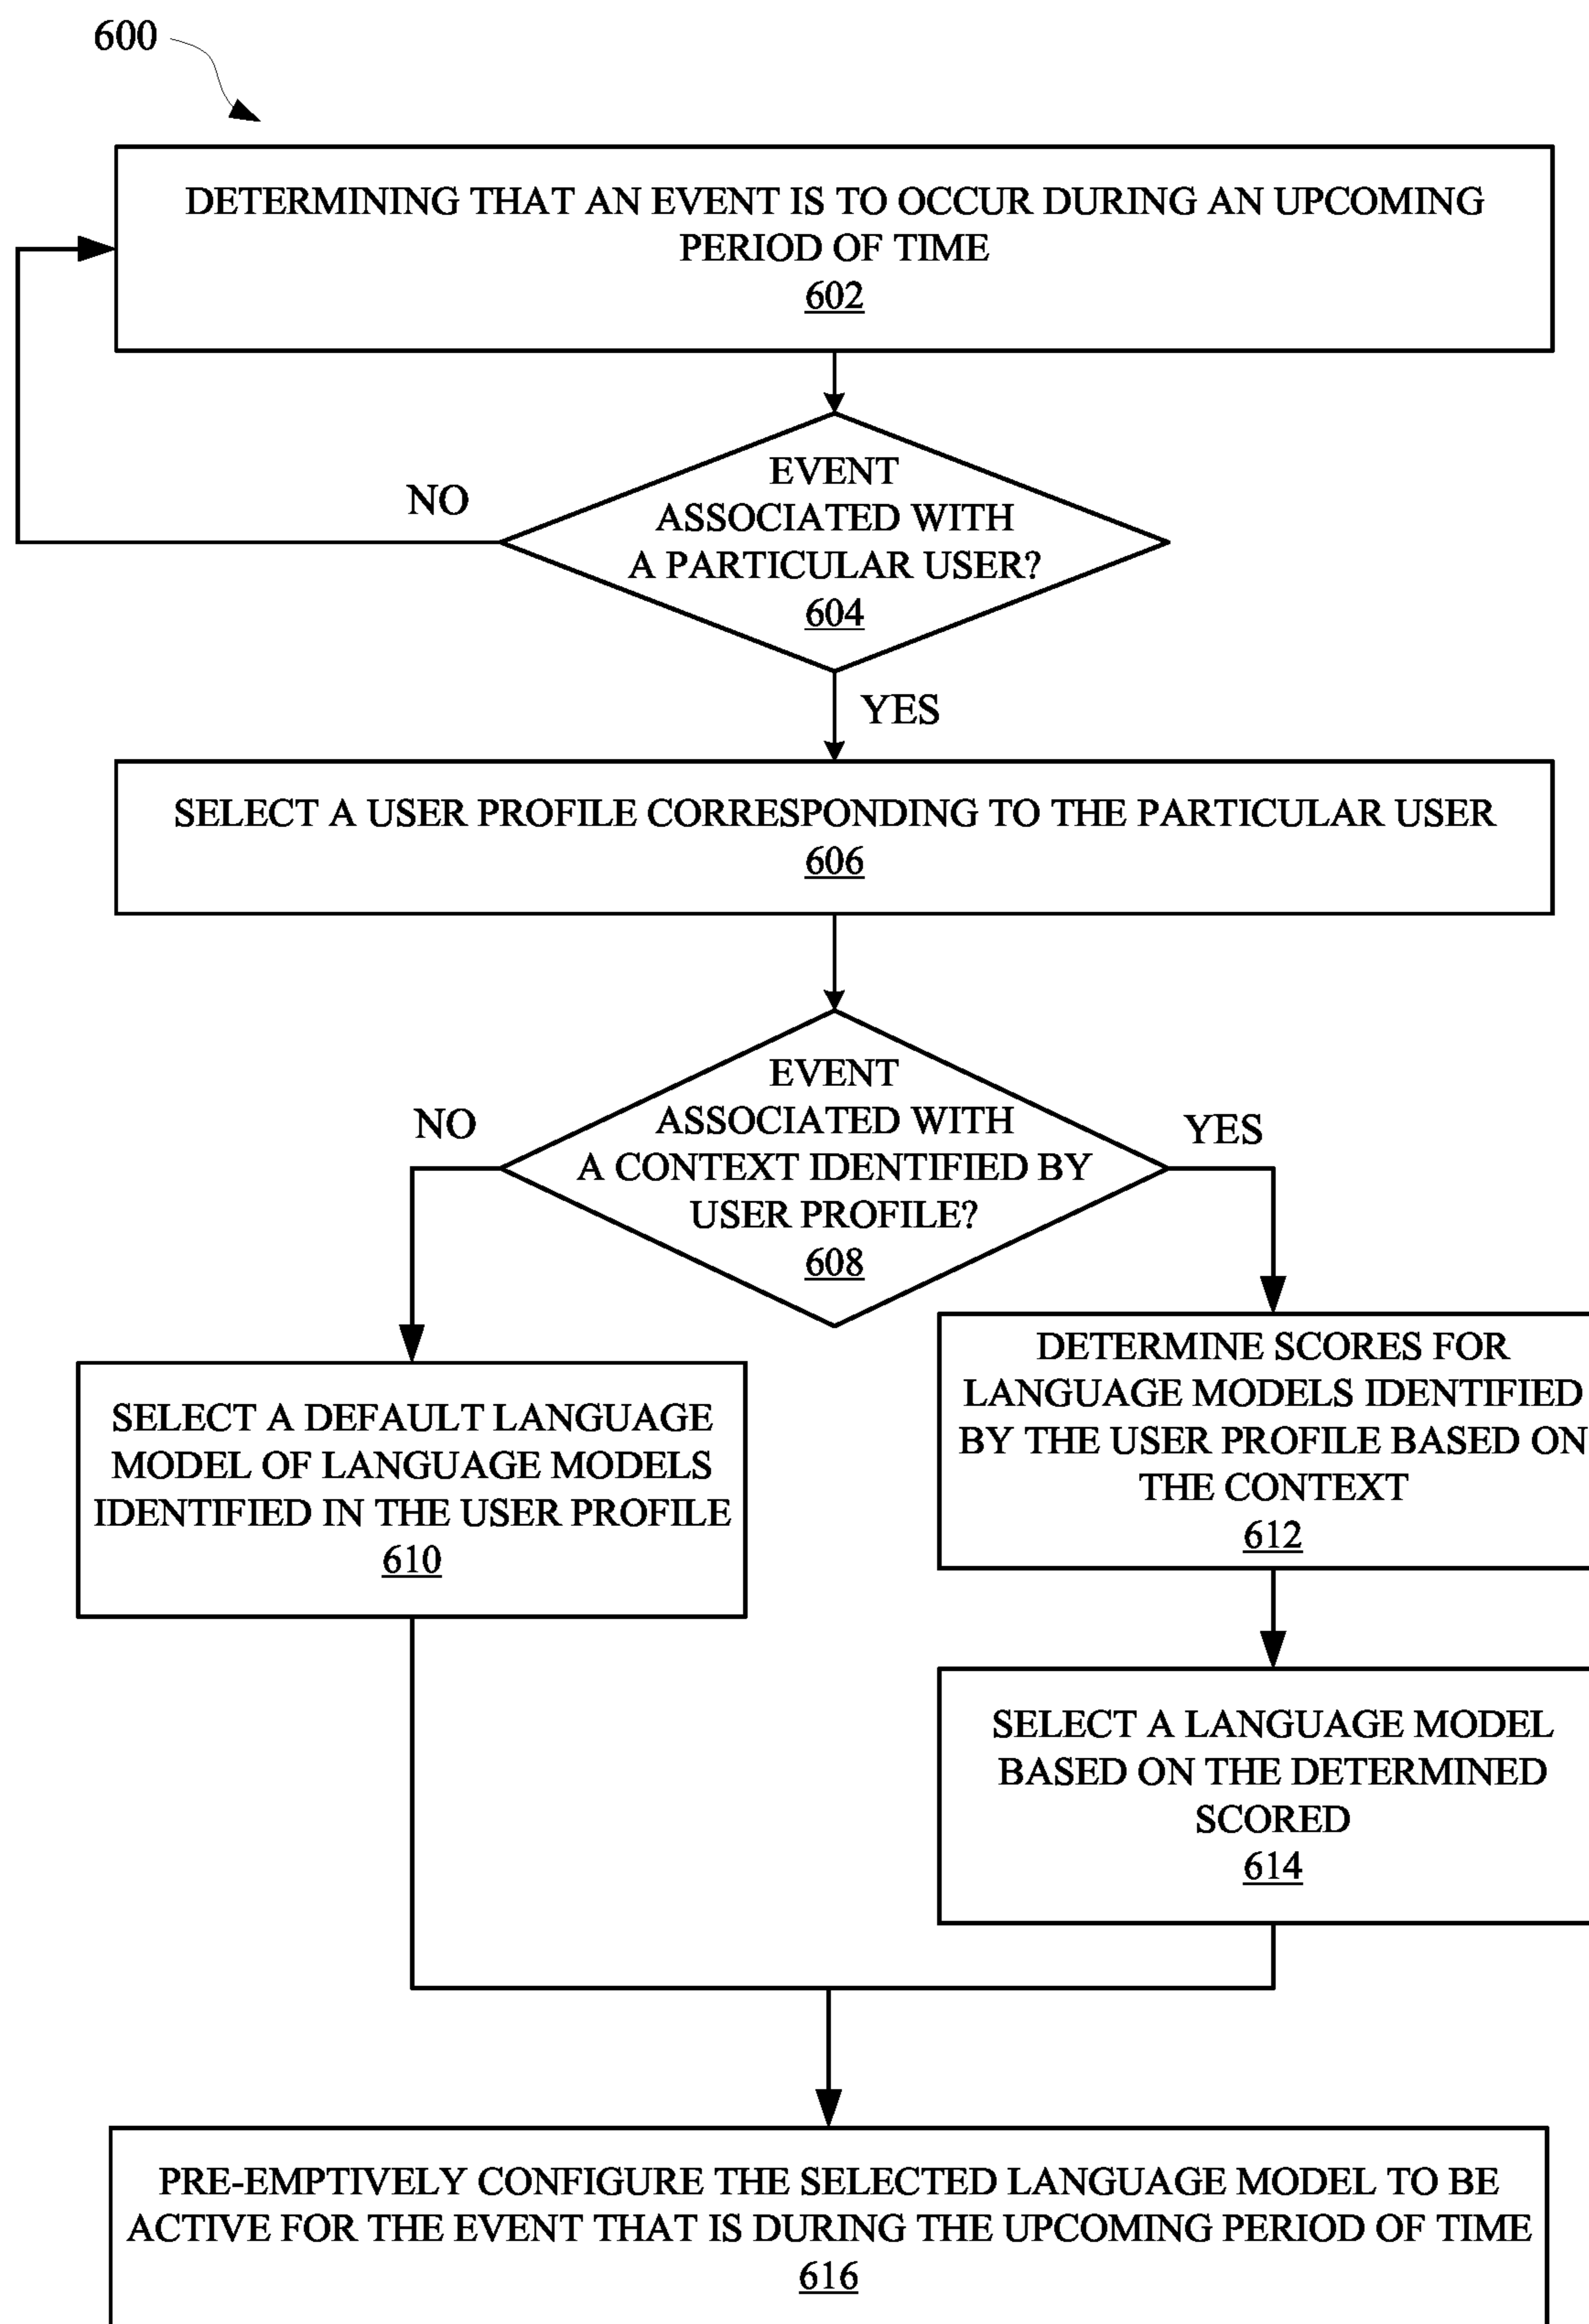 600
DETERMINING THAT AN EVENT IS TO OCCUR DURING AN UPCOMING
PERIOD OF TIME
602
EVENT
ASSOCIATED WITH
A PARTICULAR USER?
604
NO
YES
SELECT A USER PROFILE CORRESPONDING TO THE PARTICULAR USER
606
EVENT
ASSOCIATED WITH
A CONTEXT IDENTIFIED BY
USER PROFILE?
608
NO
YES
SELECT A DEFAULT LANGUAGE
MODEL OF LANGUAGE MODELS
IDENTIFIED IN THE USER PROFILE
610
DETERMINE SCORES FOR
LANGUAGE MODELS IDENTIFIED
BY THE USER PROFILE BASED ON
THE CONTEXT
612
SELECT A LANGUAGE MODEL
BASED ON THE DETERMINED
SCORED
614
PRE-EMPTIVELY CONFIGURE THE SELECTED LANGUAGE MODEL TO BE
ACTIVE FOR THE EVENT THAT IS DURING THE UPCOMING PERIOD OF TIME
616